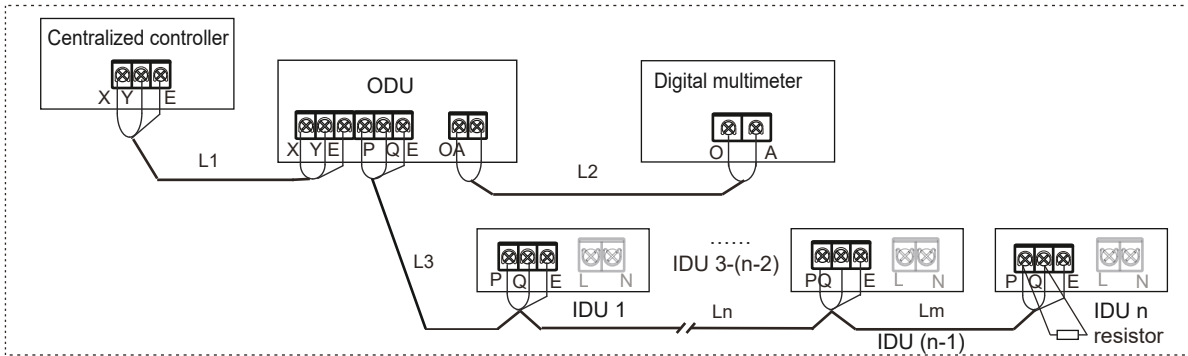 Centralized controller
X Y E
ODU
X Y E P Q E OA
Digital multimeter
O A
L1
L2
L3
P Q E L N
IDU 1
......
IDU 3-(n-2)
Ln
PQ E L N
IDU (n-1)
Lm
P Q E L N
IDU n
resistor